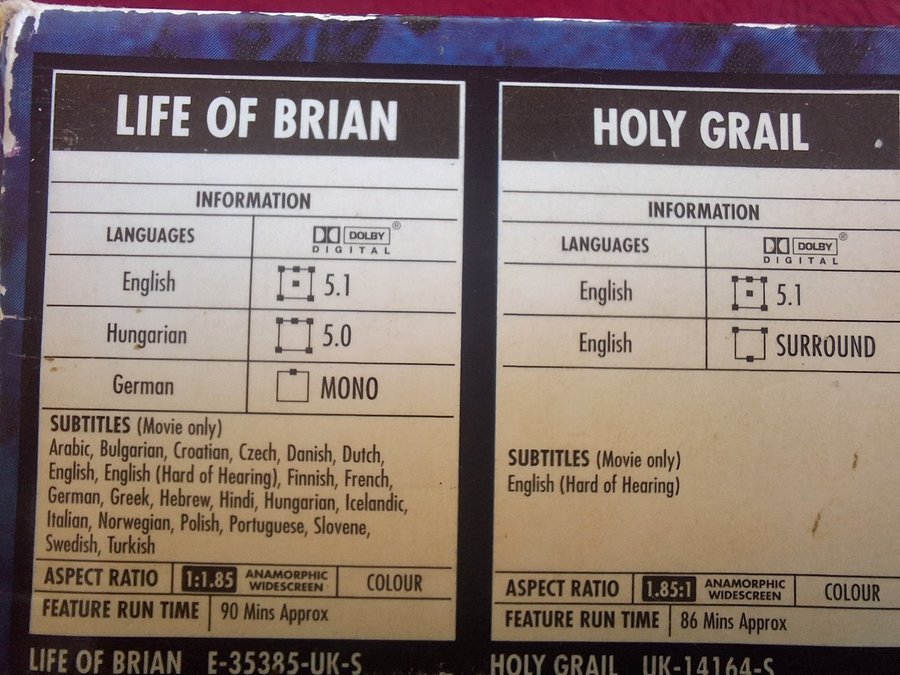 LIFE OF BRIAN
INFORMATION
LANGUAGES DOLBY ®
DIGITAL
English 5.1
Hungarian 5.0
German MONO
SUBTITLES (Movie only)
Arabic, Bulgarian, Croatian, Czech, Danish, Dutch,
English, English (Hard of Hearing), Finnish, French,
German, Greek, Hebrew, Hindi, Hungarian, Icelandic,
Italian, Norwegian, Polish, Portuguese, Slovene,
Swedish, Turkish
ASPECT RATIO 1:1.85 ANAMORPHIC
WIDESCREEN COLOUR
FEATURE RUN TIME 90 Mins Approx
LIFE OF BRIAN E-35385-UK-S
HOLY GRAIL
INFORMATION
LANGUAGES DOLBY ®
DIGITAL
English 5.1
English SURROUND
SUBTITLES (Movie only)
English (Hard of Hearing)
ASPECT RATIO 1.85:1 ANAMORPHIC
WIDESCREEN COLOUR
FEATURE RUN TIME 86 Mins Approx
HOLY GRAIL UK-14164-S